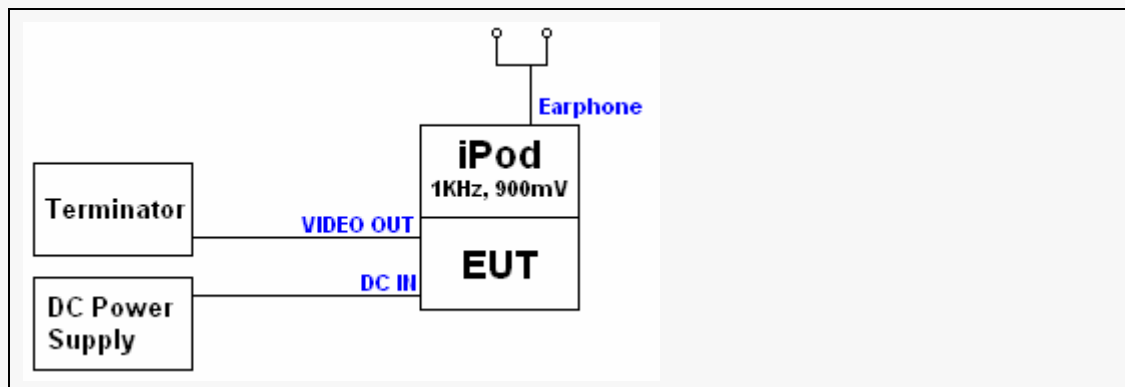 Earphone
iPod
1KHz, 900mV
Terminator
VIDEO OUT
EUT
DC IN
DC Power
Supply